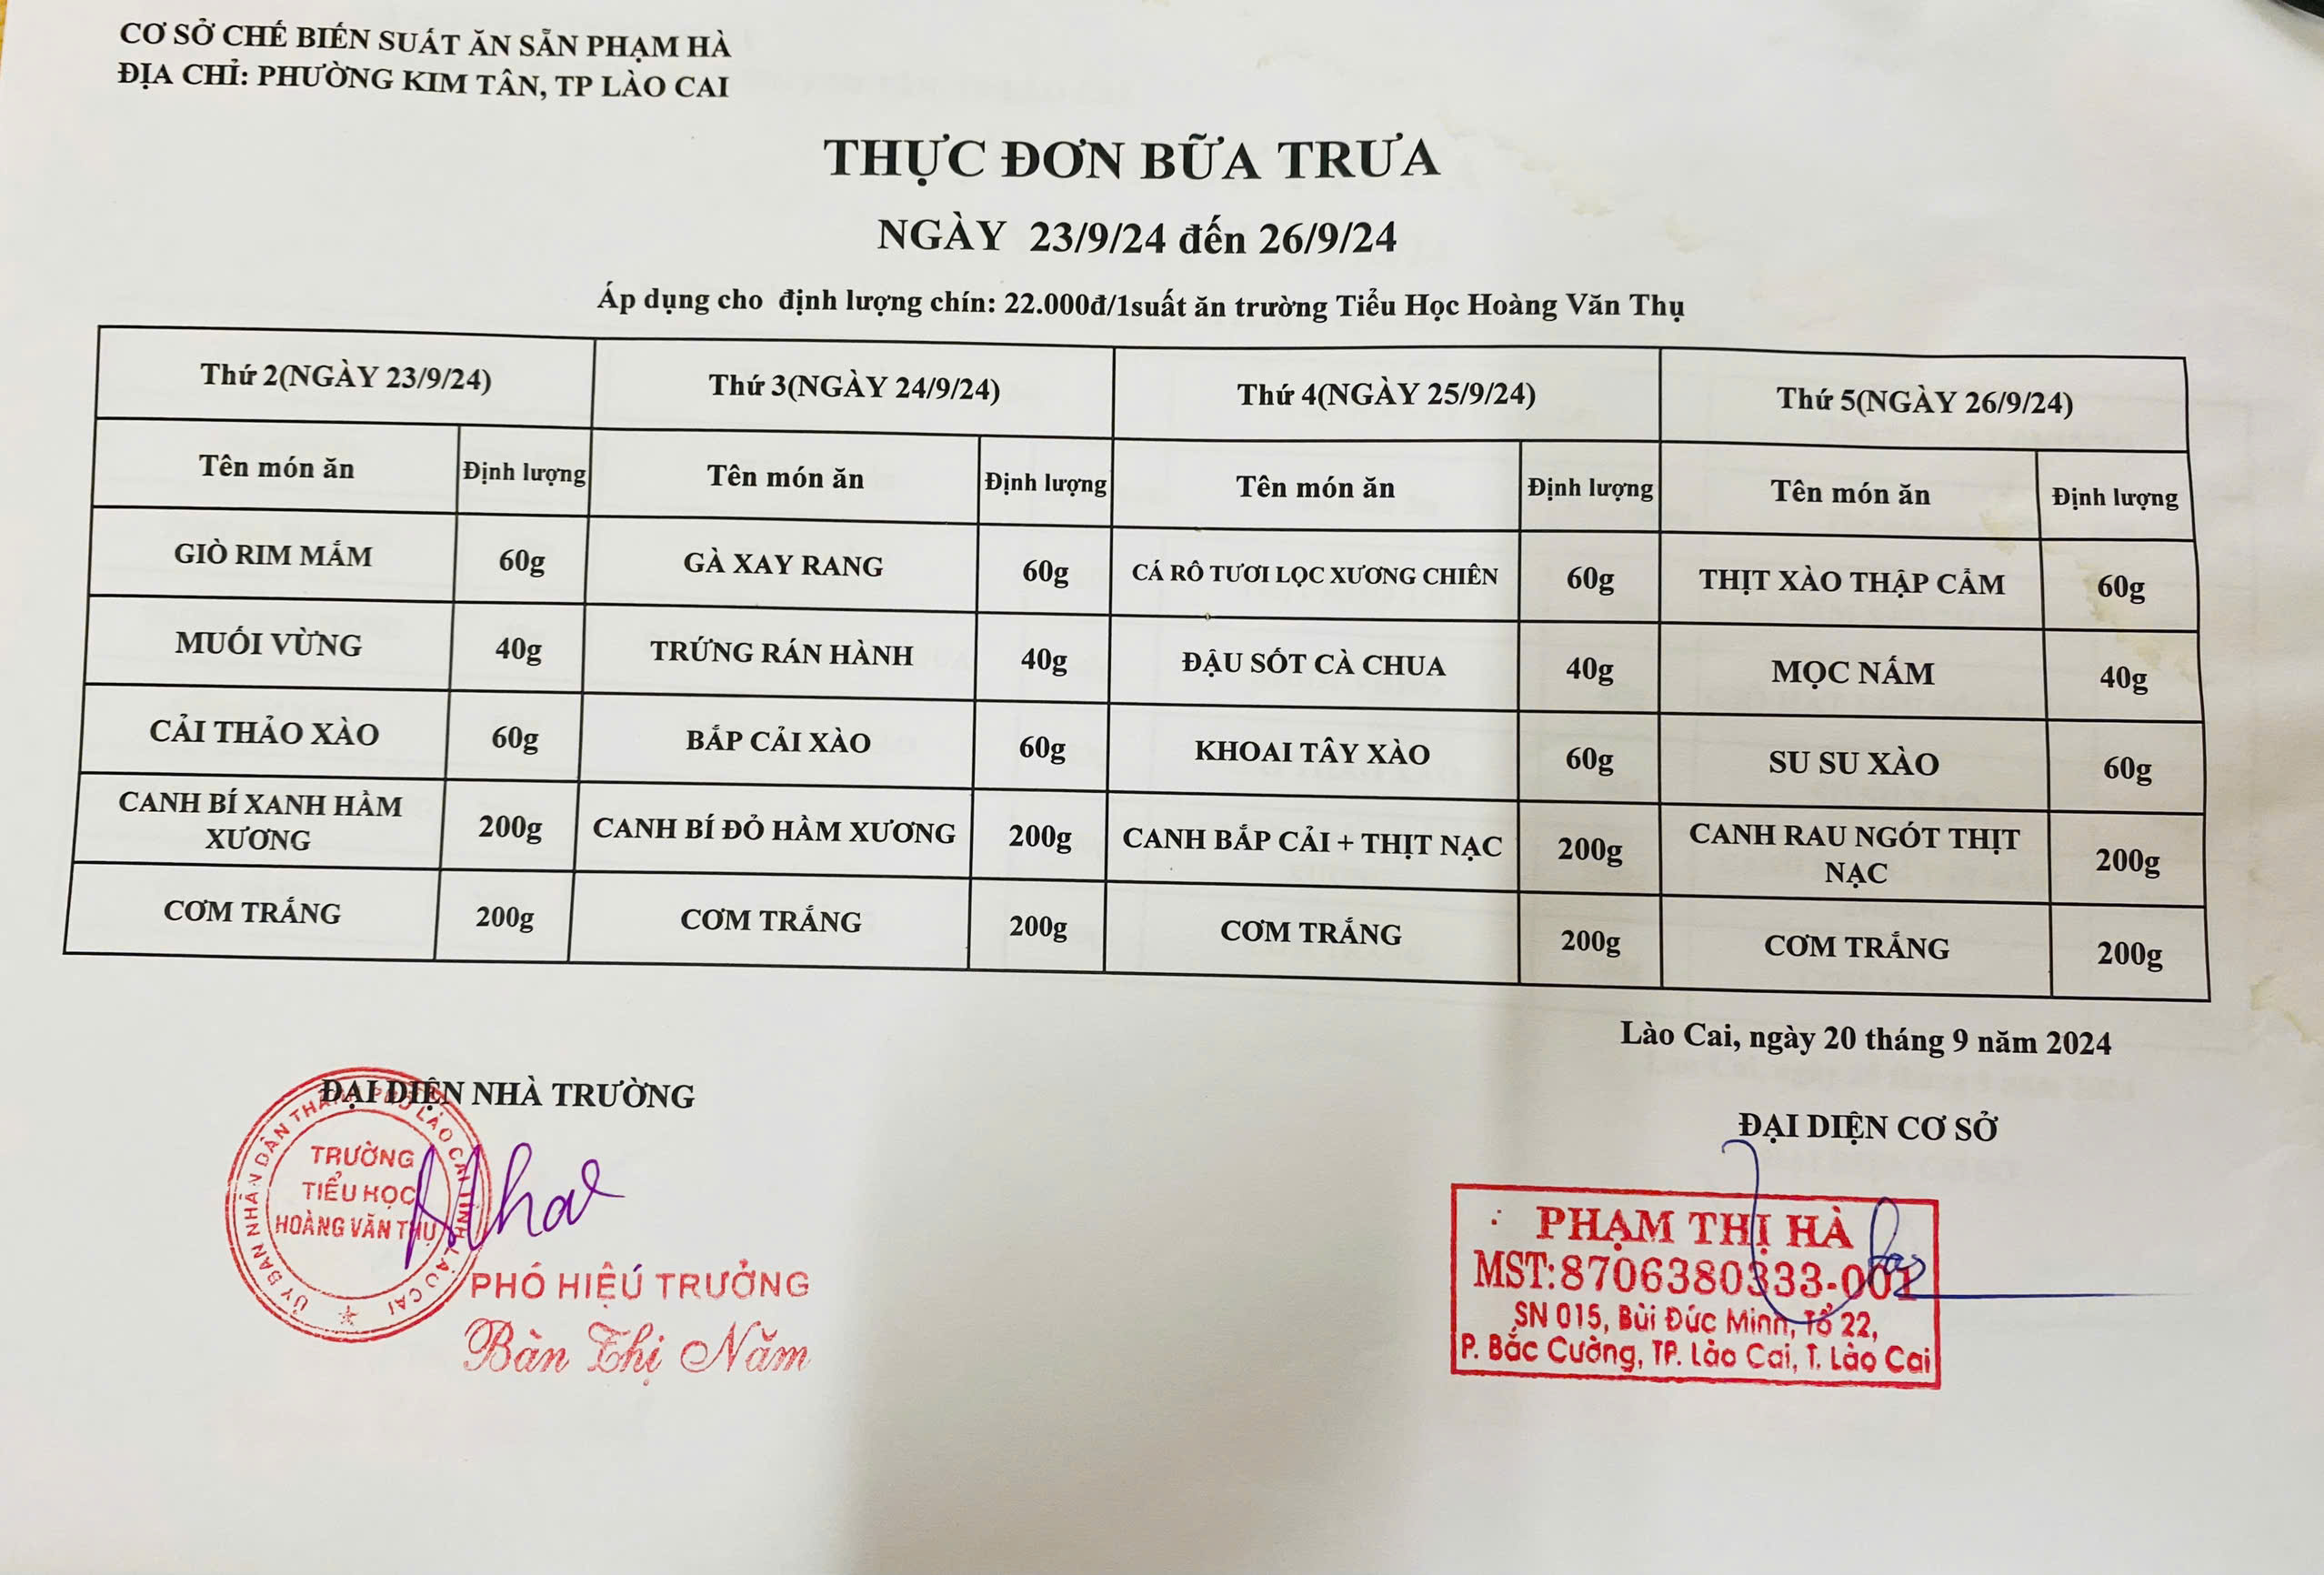 CƠ SỞ CHẾ BIẾN SUẤT ĂN SẴN PHẠM HÀ
ĐỊA CHỈ: PHƯỜNG KIM TÂN, TP LÀO CAI
THỰC ĐƠN BỮA TRƯA
NGÀY 23/9/24 đến 26/9/24
Áp dụng cho định lượng chín: 22.000đ/1suất ăn trường Tiểu Học Hoàng Văn Thụ
Thứ 2(NGÀY 23/9/24) Thứ 3(NGÀY 24/9/24) Thứ 4(NGÀY 25/9/24) Thứ 5(NGÀY 26/9/24)
Tên món ăn Định lượng Tên món ăn Định lượng Tên món ăn Định lượng Tên món ăn Định lượng
GIÒ RIM MẮM 60g GÀ XAY RANG 60g CÁ RÔ TƯƠI LỌC XƯƠNG CHIÊN 60g THỊT XÀO THẬP CẨM 60g
MUỐI VỪNG 40g TRỨNG RÁN HÀNH 40g ĐẬU SỐT CÀ CHUA 40g MỌC NẤM 40g
CẢI THẢO XÀO 60g BẮP CẢI XÀO 60g KHOAI TÂY XÀO 60g SU SU XÀO 60g
CANH BÍ XANH HẦM
XƯƠNG 200g CANH BÍ ĐỎ HẦM XƯƠNG 200g CANH BẮP CẢI + THỊT NẠC 200g CANH RAU NGÓT THỊT
NẠC 200g
CƠM TRẮNG 200g CƠM TRẮNG 200g CƠM TRẮNG 200g CƠM TRẮNG 200g
Lào Cai, ngày 20 tháng 9 năm 2024
ĐẠI DIỆN NHÀ TRƯỜNG
ỦY BAN NHÂN DÂN THÀNH PHỐ LÀO CAI TỈNH LÀO CAI
TRƯỜNG
TIỂU HỌC
HOÀNG VĂN THỤ
PHÓ HIỆU TRƯỞNG
Bàn Thị Năm
ĐẠI DIỆN CƠ SỞ
PHẠM THỊ HÀ
MST:8706380333-001
SN 015, Bùi Đức Minh, Tổ 22,
P. Bắc Cường, TP. Lào Cai, T. Lào Cai